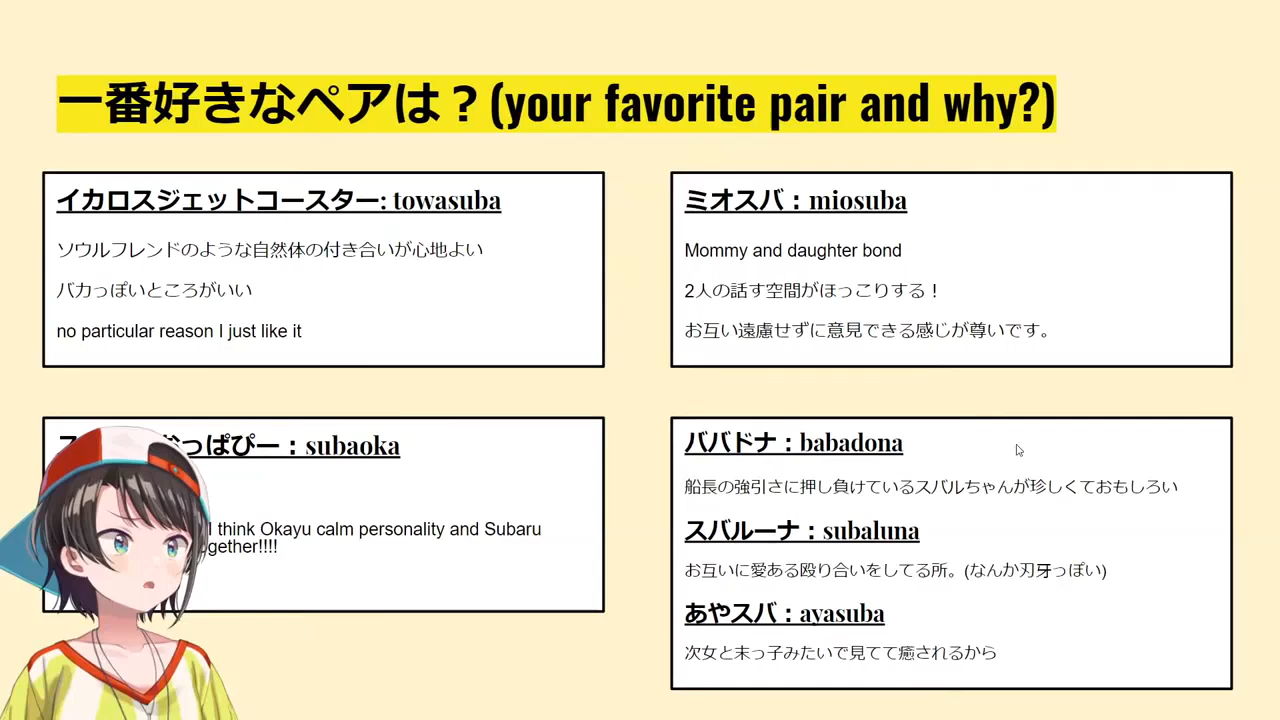 一番好きなペアは？(your favorite pair and why?)
イカロスジェットコースター: towasuba
ソウルフレンドのような自然体の付き合いが心地よい
バカっぽいところがいい
no particular reason I just like it
ミオスバ：miosuba
Mommy and daughter bond
2人の話す空間がほっこりする！
お互い遠慮せずに意見できる感じが尊いです。
っぱぴー：subaoka
I think Okayu calm personality and Subaru
ogether!!!!
ババドナ：babadona
船長の強引さに押し負けているスバルちゃんが珍しくておもしろい
スバルーナ：subaluna
お互いに愛ある殴り合いをしてる所。(なんか刃牙っぽい)
あやスバ：ayasuba
次女と末っ子みたいで見てて癒されるから